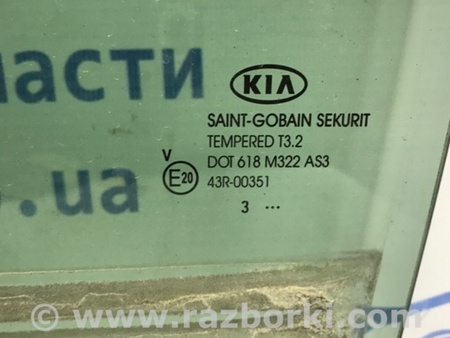 части
KIA
SAINT-GOBAIN SEKURIT
TEMPERED T3.2
DOT 618 M322 AS3
V
E20
43R-00351
.ua
3 ...
www.razborki.com